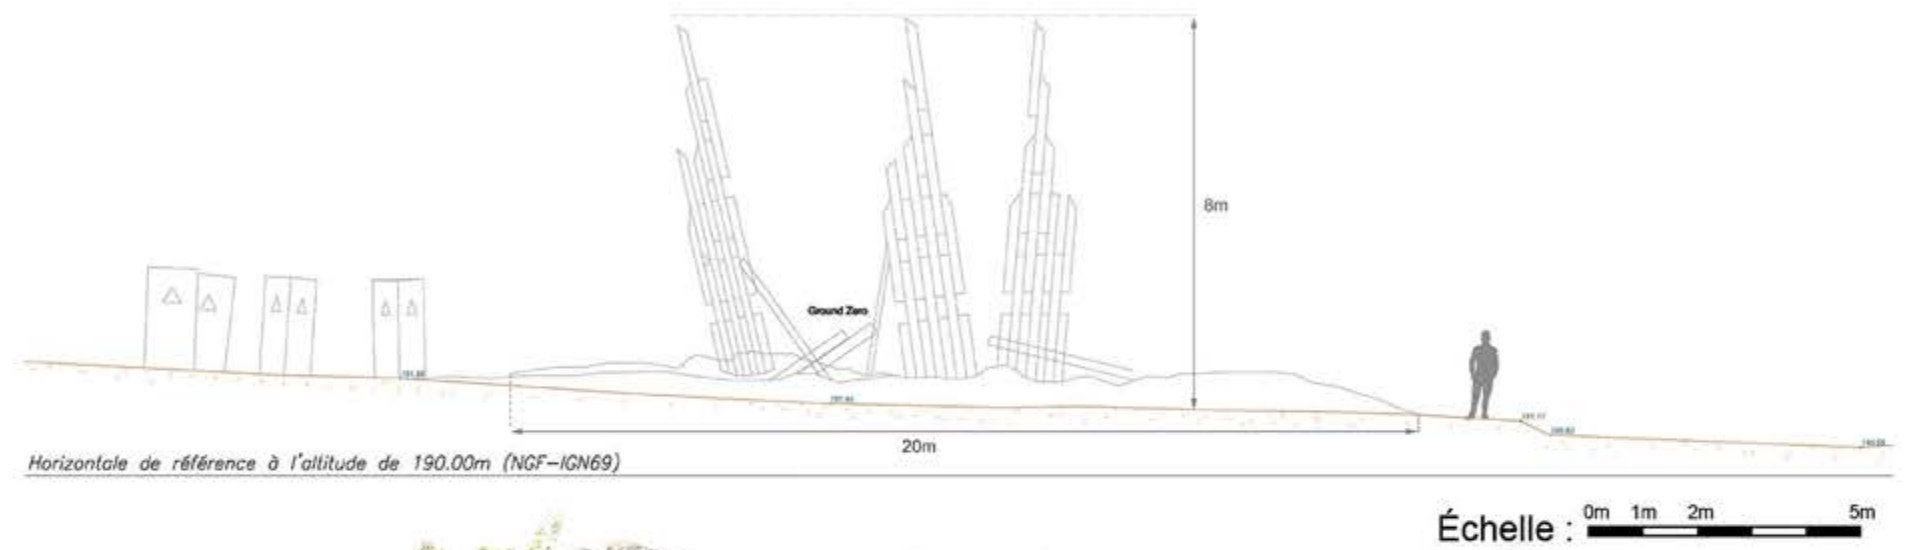 8m
Ground Zero
20m
Horizontale de référence à l'altitude de 190.00m (NGF-IGN69)
Échelle : 0m 1m 2m 5m